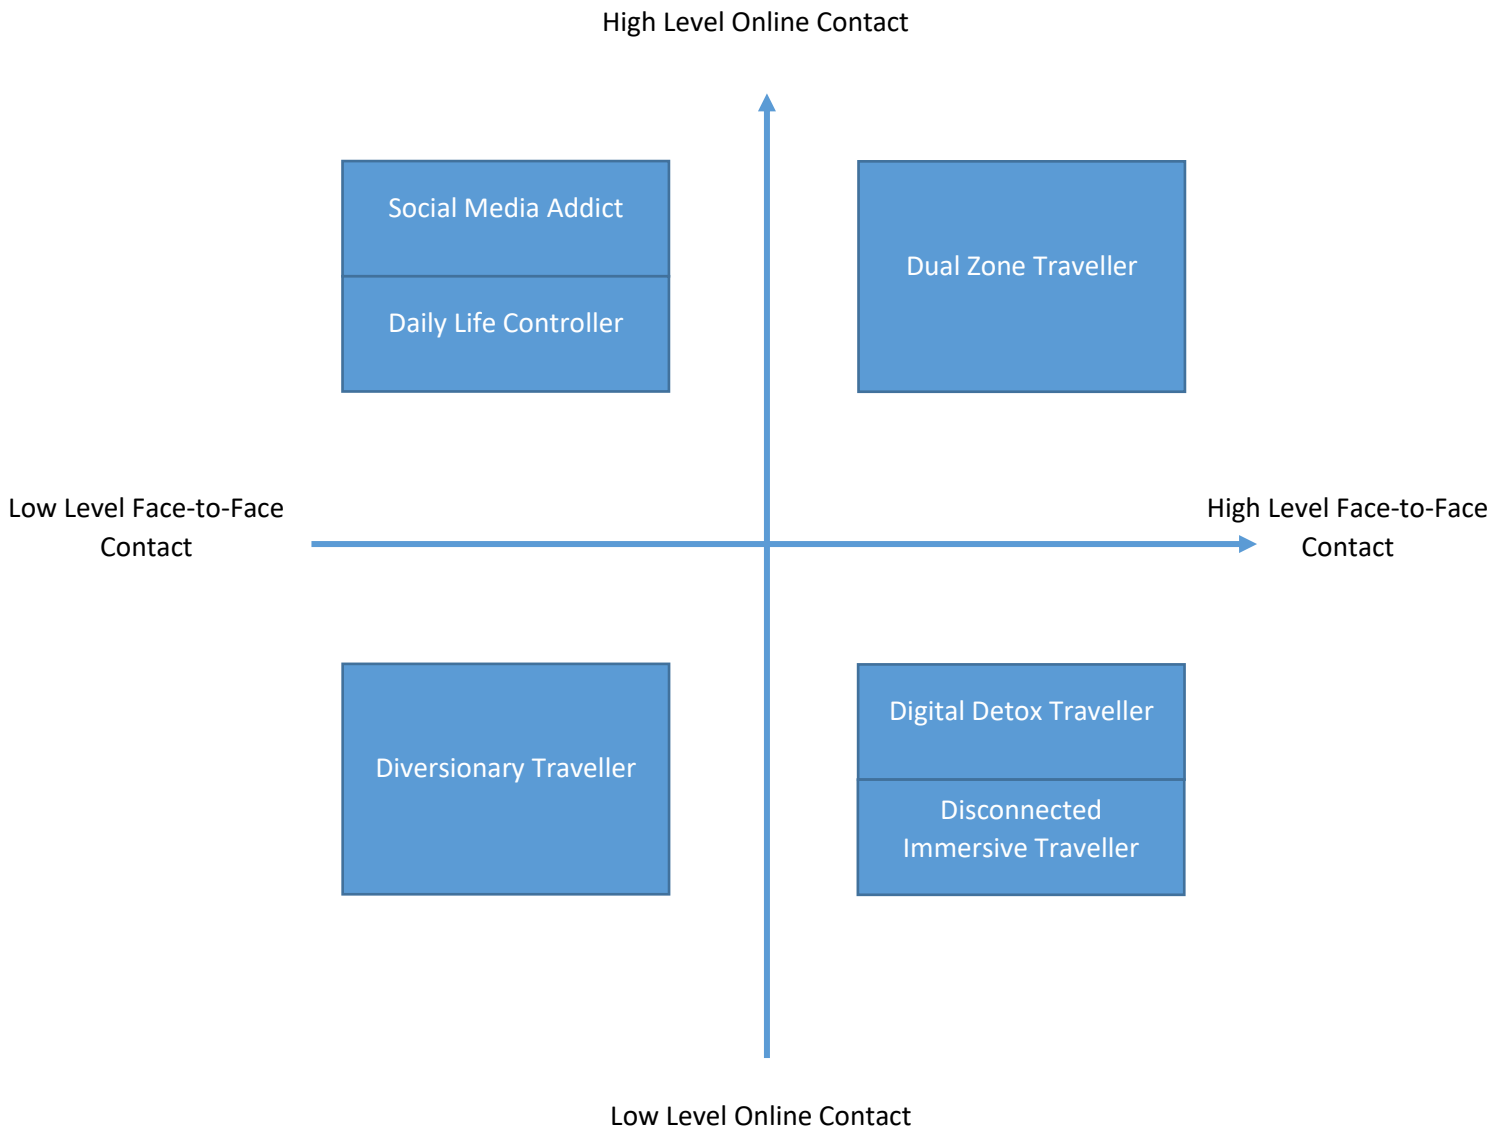 High Level Online Contact
Social Media Addict
Daily Life Controller
Dual Zone Traveller
Low Level Face-to-Face
Contact
High Level Face-to-Face
Contact
Diversionary Traveller
Digital Detox Traveller
Disconnected
Immersive Traveller
Low Level Online Contact